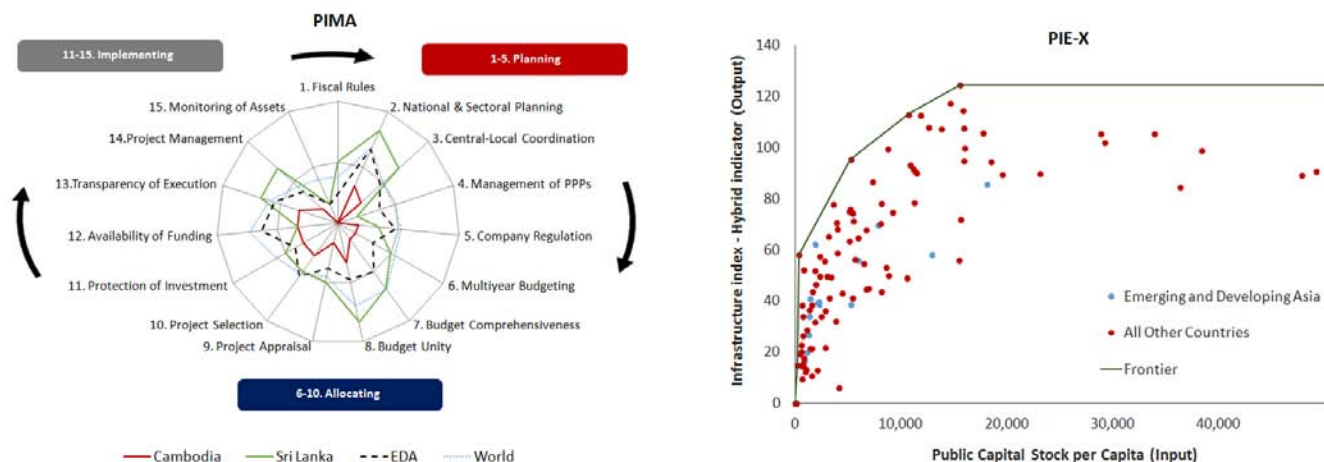 PIMA
11-15. Implementing
1-5. Planning
1. Fiscal Rules
15. Monitoring of Assets
2. National & Sectoral Planning
14.Project Management
3. Central-Local Coordination
13.Transparency of Execution
4. Management of PPPs
12. Availability of Funding
5. Company Regulation
11. Protection of Investment
6. Multiyear Budgeting
10. Project Selection
7. Budget Comprehensiveness
9. Project Appraisal
8. Budget Unity
6-10. Allocating
Cambodia
Sri Lanka
EDA
World
PIE-X
Infrastructure index - Hybrid indicator (Output)
140
120
100
80
60
40
20
0
Emerging and Developing Asia
All Other Countries
Frontier
0
10,000
20,000
30,000
40,000
Public Capital Stock per Capita (Input)